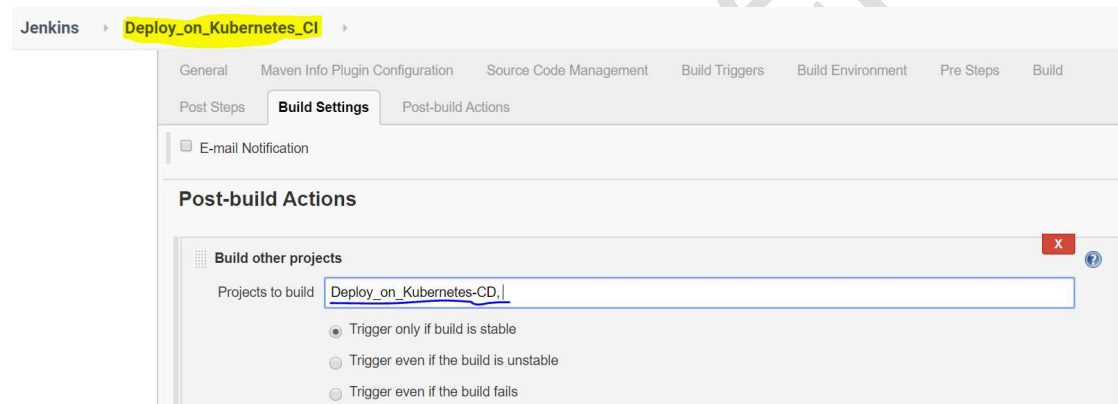 Jenkins Deploy_on_Kubernetes_CI
General Maven Info Plugin Configuration Source Code Management Build Triggers Build Environment Pre Steps Build
Post Steps Build Settings Post-build Actions
E-mail Notification
Post-build Actions
X
Build other projects
Projects to build Deploy_on_Kubernetes-CD,
Trigger only if build is stable
Trigger even if the build is unstable
Trigger even if the build fails